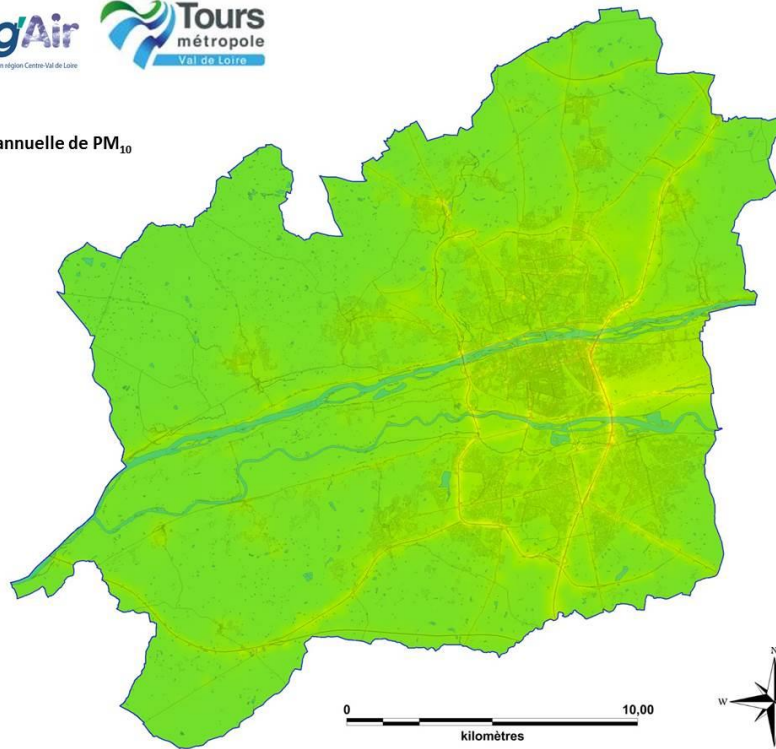 g'Air
n région Centre-Val de Loire
Tours
métropole
Val de Loire
annuelle de PM₁₀
N
W
0 10,00
kilomètres